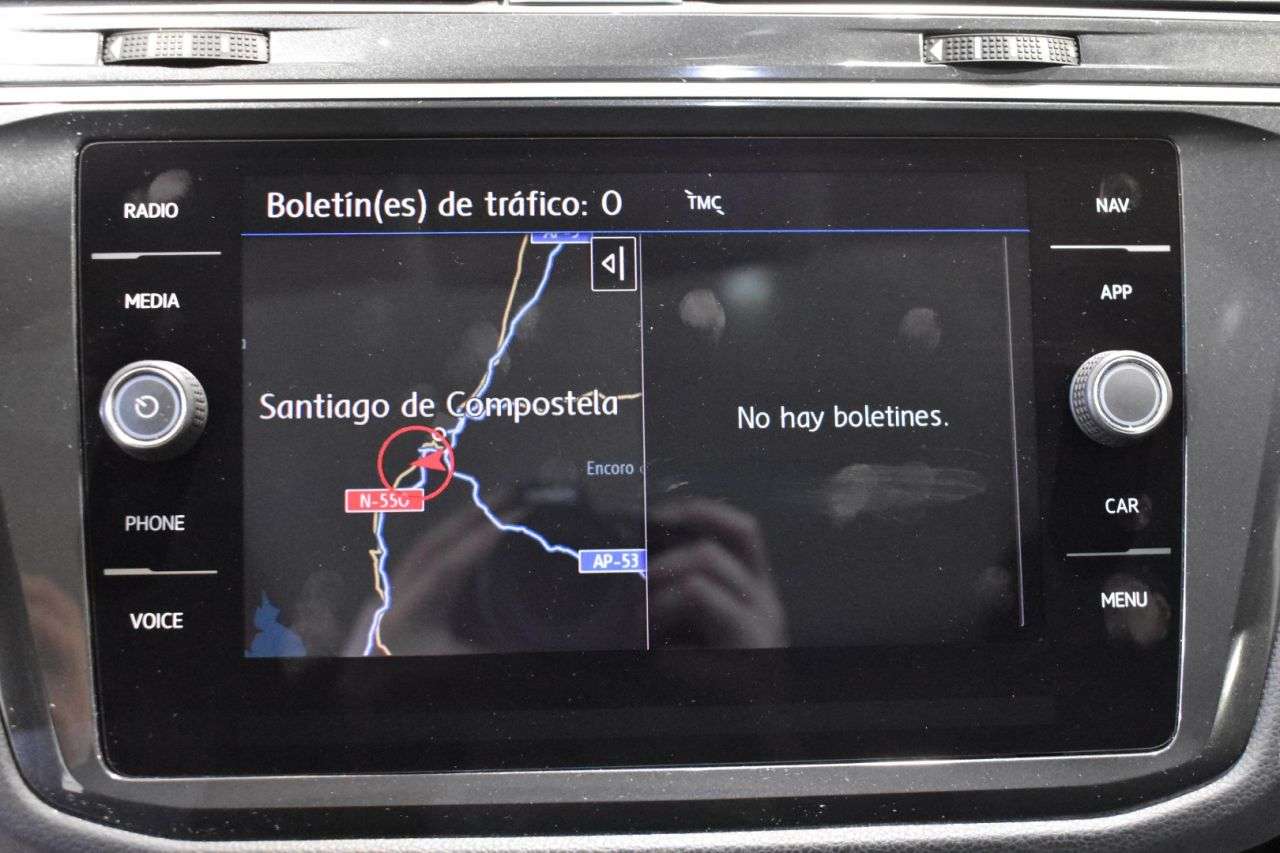 RADIO
MEDIA
PHONE
VOICE
Boletín(es) de tráfico: 0
TMC
Santiago de Compostela
Encoro
N-550
AP-53
No hay boletines.
NAV
APP
CAR
MENU